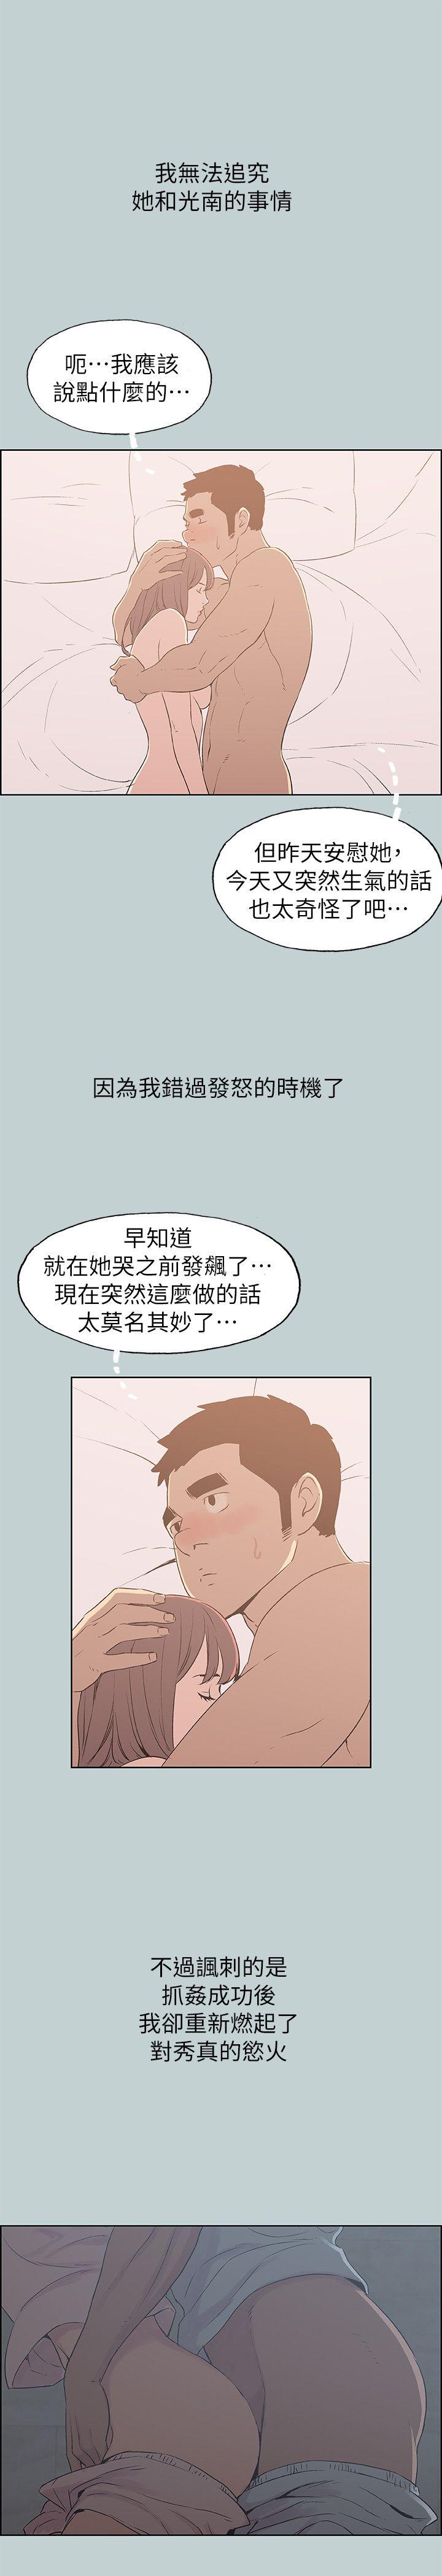 我無法追究
她和光南的事情
呃⋯我應該
說點什麼的⋯
但昨天安慰她，
今天又突然生氣的話
也太奇怪了吧⋯
因為我錯過發怒的時機了
早知道
就在她哭之前發飆了⋯
現在突然這麼做的話
太莫名其妙了⋯
不過諷刺的是
抓姦成功後
我卻重新燃起了
對秀真的慾火